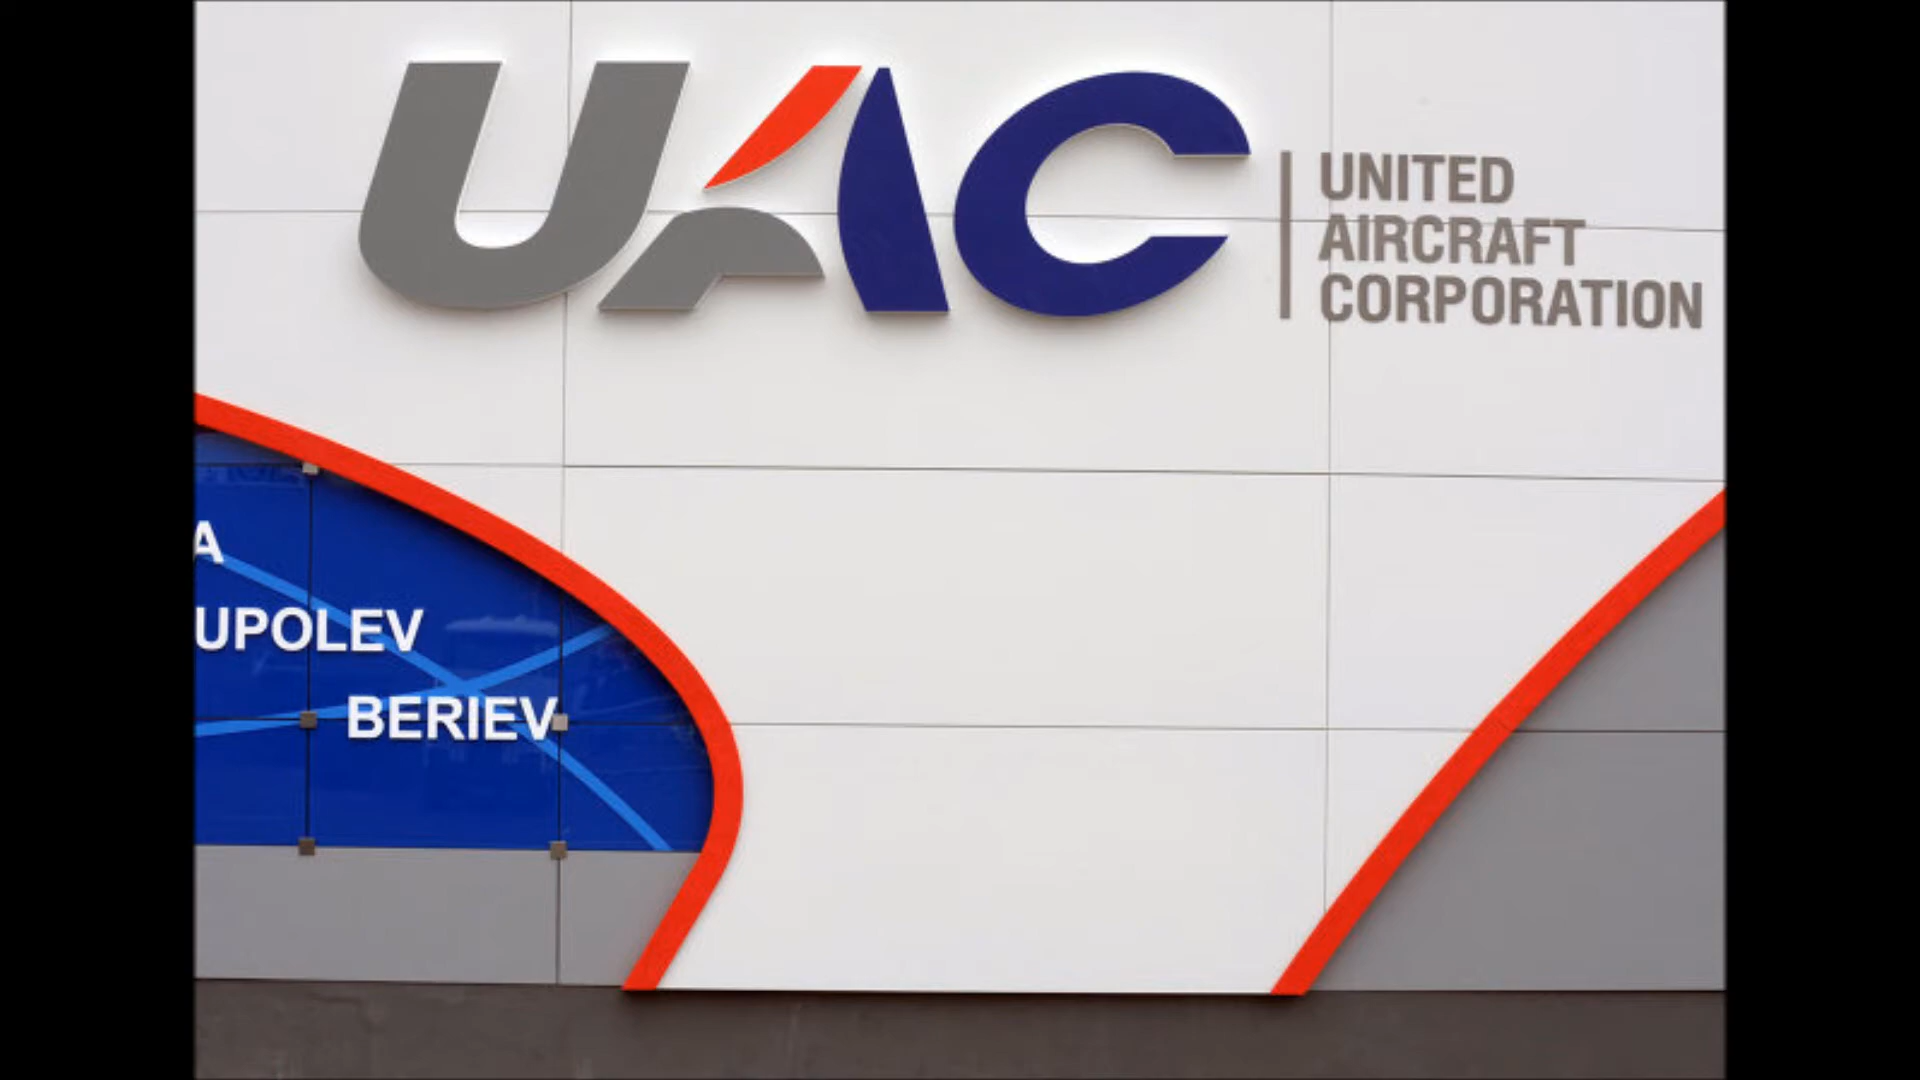 UAC
UNITED
AIRCRAFT
CORPORATION
A
UPOLEV
BERIEV